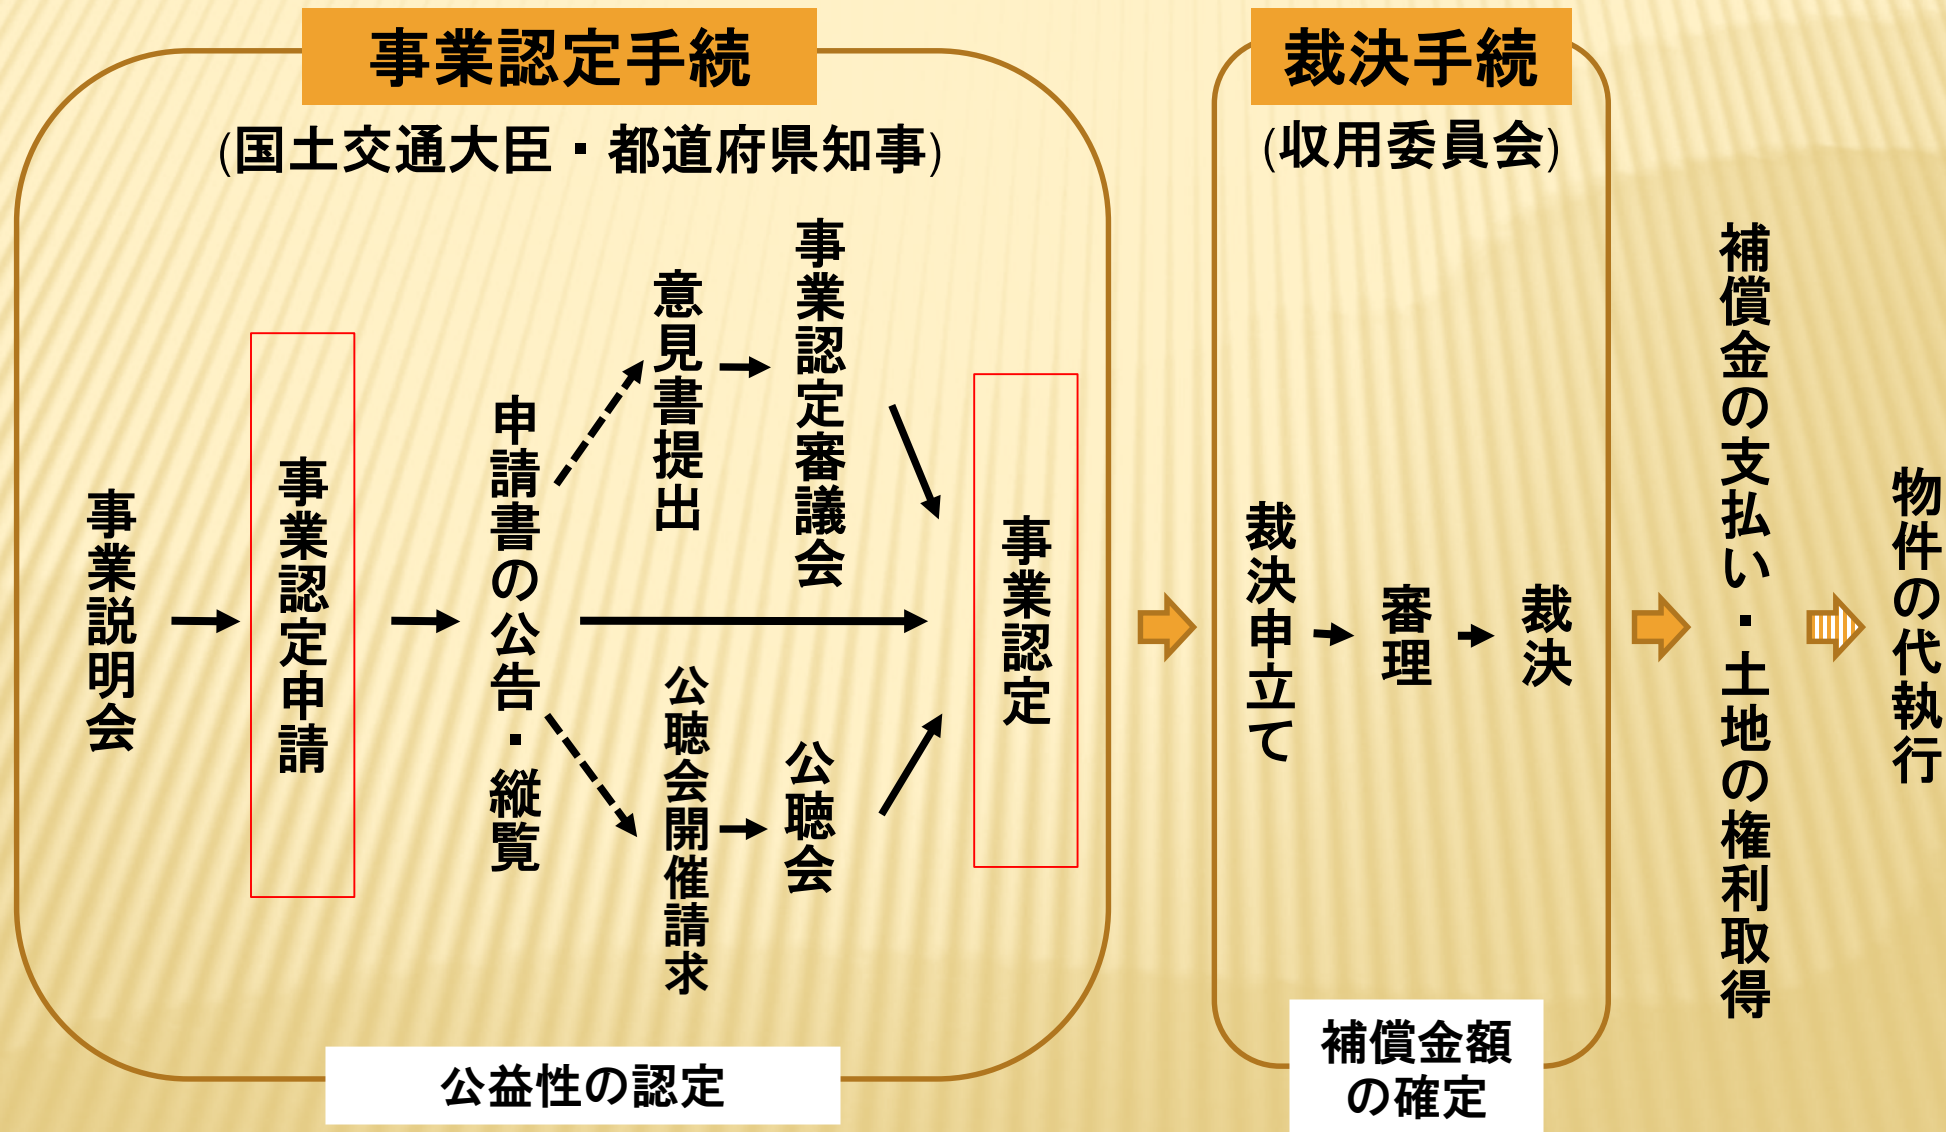 事業認定手続
(国土交通大臣・都道府県知事)
事業説明会
事業認定申請
申請書の公告・縦覧
意見書提出
事業認定審議会
公聴会開催請求
公聴会
事業認定
公益性の認定
裁決手続
(収用委員会)
裁決申立て
審理
裁決
補償金額
の確定
補償金の支払い・土地の権利取得
物件の代執行